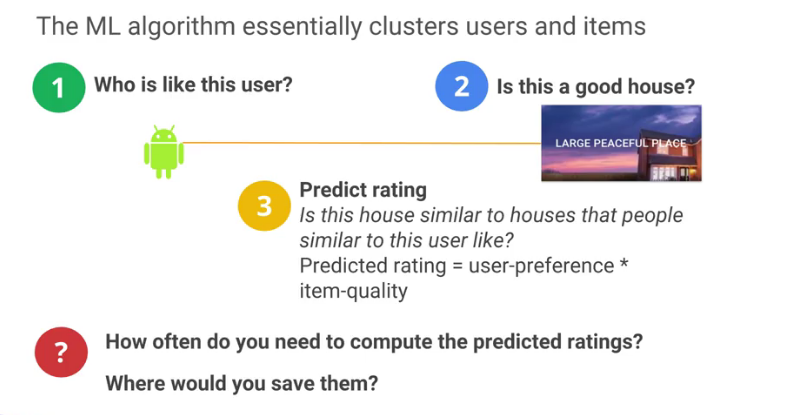 The ML algorithm essentially clusters users and items
1 Who is like this user?
2 Is this a good house?
LARGE PEACEFUL PLACE
3 Predict rating
Is this house similar to houses that people
similar to this user like?
Predicted rating = user-preference *
item-quality
? How often do you need to compute the predicted ratings?
Where would you save them?